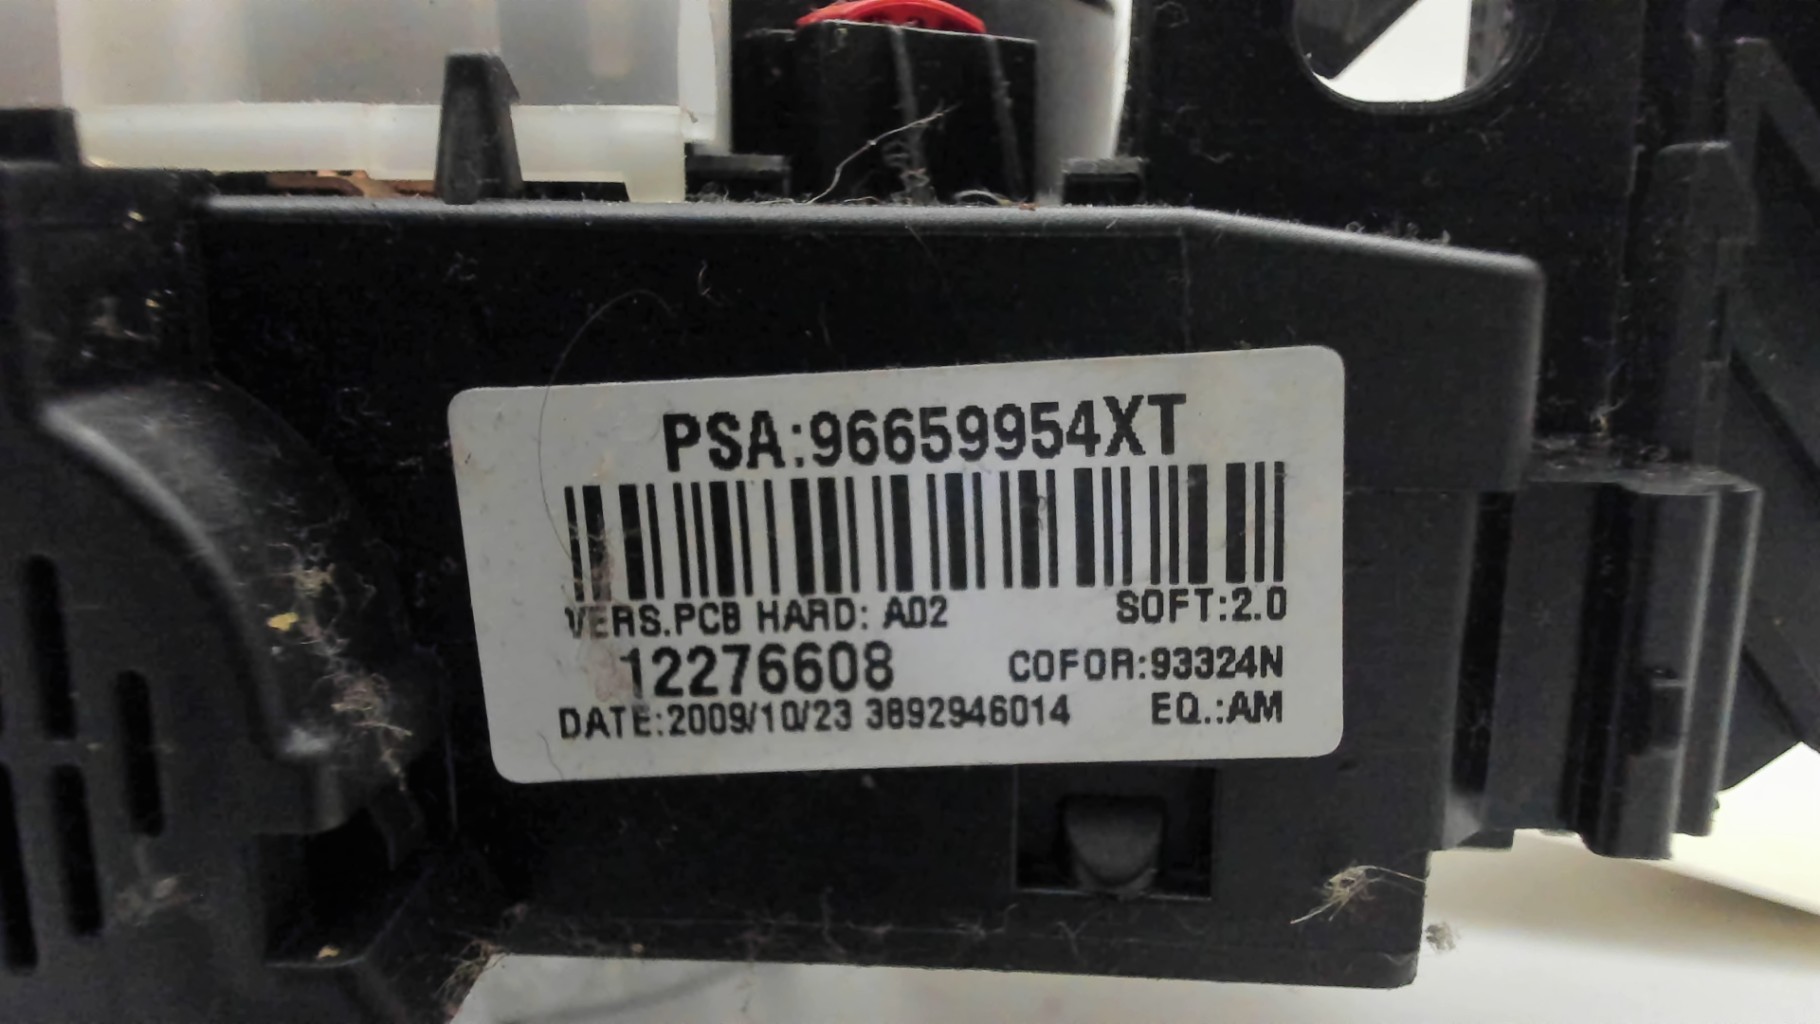 PSA:96659954XT
VERS.PCB HARD: A02 SOFT:2.0
12276608 COFOR:93324N
DATE:2009/10/23 3892946014 EQ.:AM